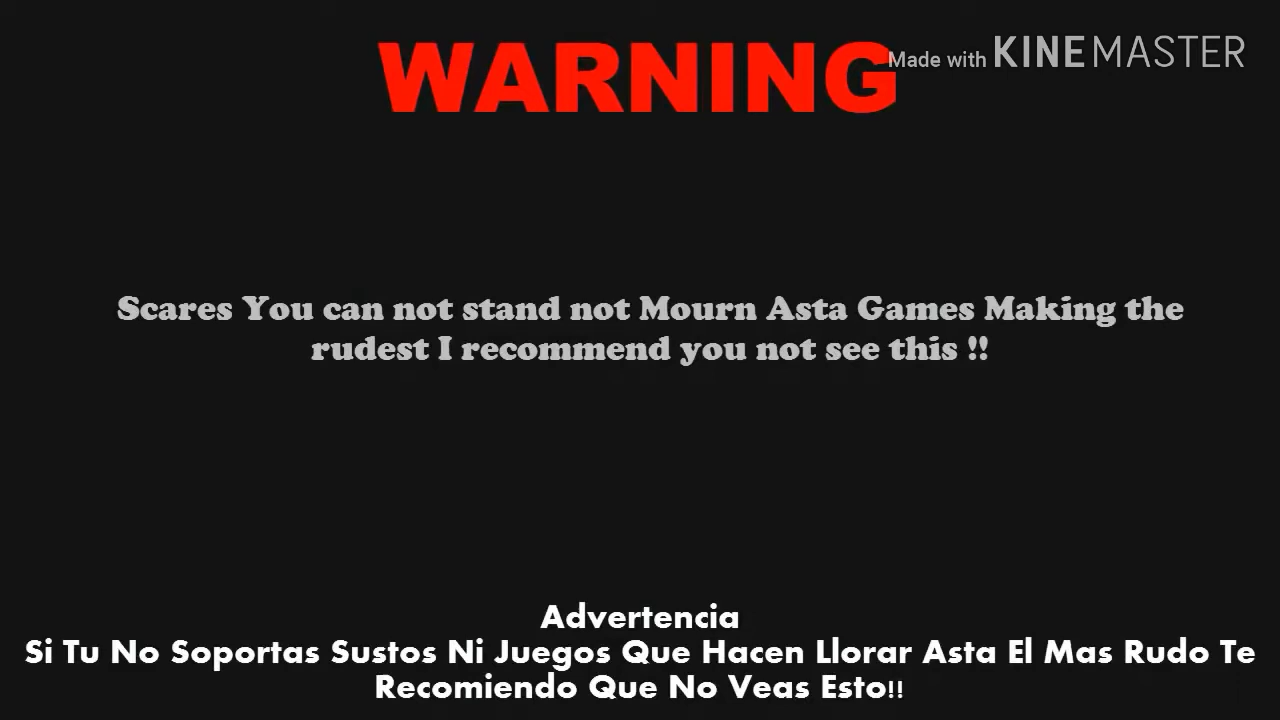 WARNING
Made with KINEMASTER
Scares You can not stand not Mourn Asta Games Making the
rudest I recommend you not see this !!
Advertencia
Si Tu No Soportas Sustos Ni Juegos Que Hacen Llorar Asta El Mas Rudo Te
Recomiendo Que No Veas Esto!!